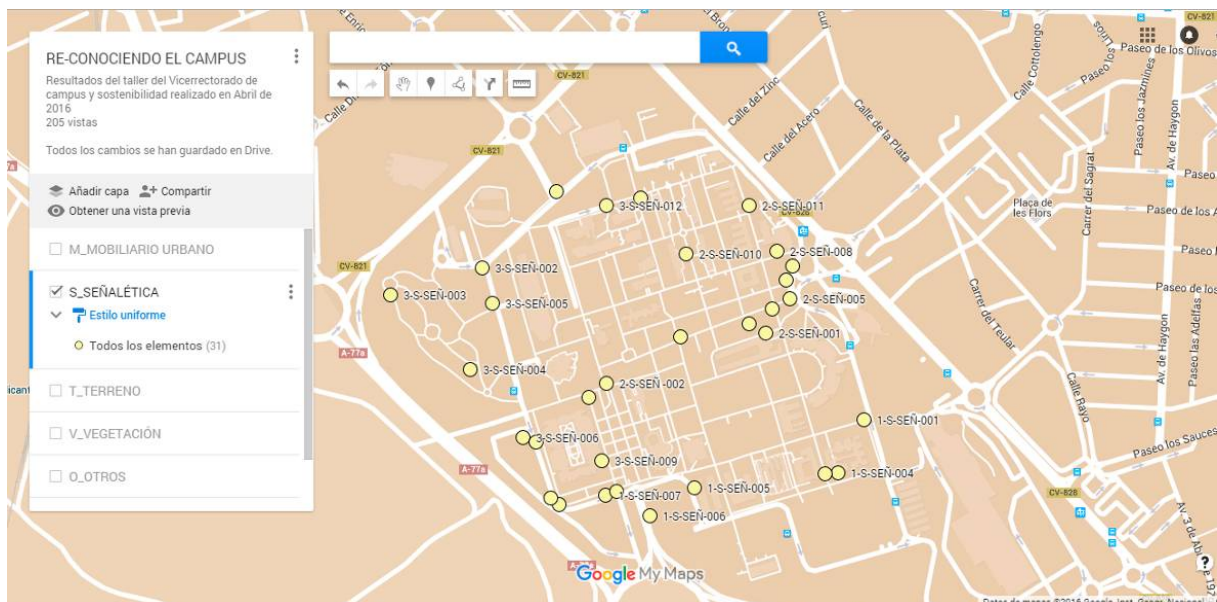 RE-CONOCIENDO EL CAMPUS
Resultados del taller del Vicerrectorado de
campus y sostenibilidad realizado en Abril de
2016
205 vistas
Todos los cambios se han guardado en Drive.
Añadir capa Compartir
Obtener una vista previa
M_MOBILIARIO URBANO
S_SEÑALÉTICA
Estilo uniforme
Todos los elementos (31)
T_TERRENO
V_VEGETACIÓN
O_OTROS
CV-821
CV-821
CV-821
CV-821
A-77a
A-77a
CV-828
CV-828
Calle del Zinc
Calle del Acero
Calle de la Plata
Calle Cottolengo
Paseo de los Olivos
Paseo los Jazmines
Av. de Haygon
Carrer del Sagrat
Plaça de
les Flors
Carrer del Teular
Calle Rayo
Av. de Haygon
Paseo las Adelfas
Paseo los Sauces
3-S-SEÑ-012
2-S-SEÑ-011
2-S-SEÑ-010
2-S-SEÑ-008
3-S-SEÑ-002
3-S-SEÑ-003
3-S-SEÑ-005
2-S-SEÑ-005
2-S-SEÑ-001
3-S-SEÑ-004
2-S-SEÑ -002
1-S-SEÑ-001
3-S-SEÑ-006
3-S-SEÑ-009
1-S-SEÑ-004
1-S-SEÑ-007
1-S-SEÑ-005
1-S-SEÑ-006
Google My Maps